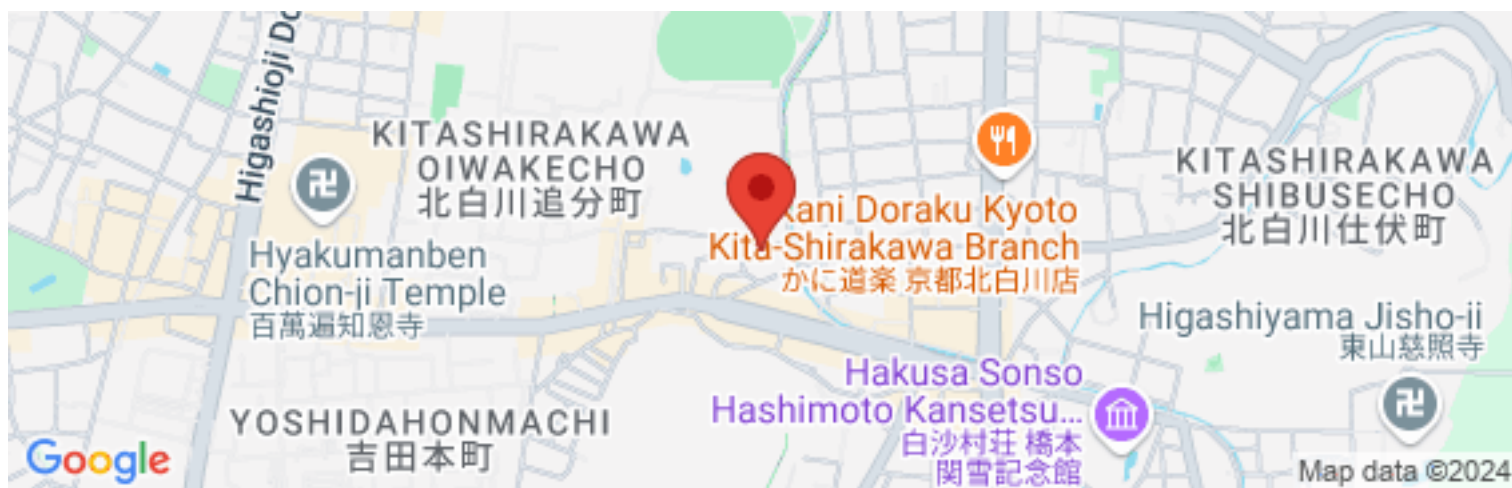 Higashioji Do
KITASHIRAKAWA
OIWAKECHO
北白川追分町
Hyakumanben
Chion-ji Temple
百萬遍知恩寺
YOSHIDAHONMACHI
吉田本町
Kani Doraku Kyoto
Kita-Shirakawa Branch
かに道楽 京都北白川店
KITASHIRAKAWA
SHIBUSECHO
北白川仕伏町
Higashiyama Jisho-ji
東山慈照寺
Hakusa Sonso
Hashimoto Kansetsu...
白沙村荘 橋本
関雪記念館
Google
Map data ©2024